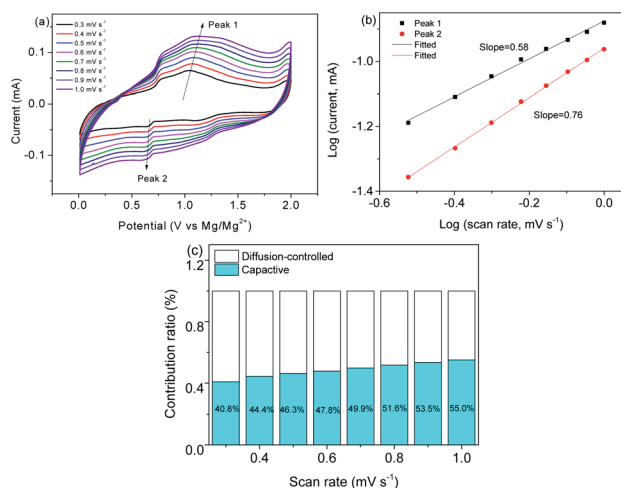 (a)
0.3 mV s⁻¹
0.4 mV s⁻¹
0.5 mV s⁻¹
0.6 mV s⁻¹
0.7 mV s⁻¹
0.8 mV s⁻¹
0.9 mV s⁻¹
1.0 mV s⁻¹
Peak 1
Peak 2
Current (mA)
0.1
0.0
-0.1
0.0
0.5
1.0
1.5
2.0
Potential (V vs Mg/Mg²⁺)
(b)
Peak 1
Peak 2
Fitted
Fitted
Slope=0.58
Slope=0.76
Log (current, mA)
-1.0
-1.2
-1.4
-0.6
-0.4
-0.2
0.0
Log (scan rate, mV s⁻¹)
(c)
Diffusion-controlled
Capactive
Contribution ratio (%)
1.2
0.8
0.4
0.0
40.8%
44.4%
46.3%
47.8%
49.9%
51.6%
53.5%
55.0%
0.4
0.6
0.8
1.0
Scan rate (mV s⁻¹)